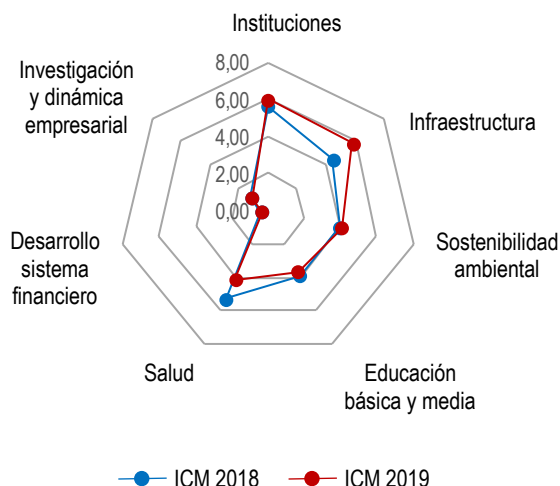 Instituciones
8,00
6,00
4,00
2,00
0,00
Investigación
y dinámica
empresarial
Infraestructura
Desarrollo
sistema
financiero
Sostenibilidad
ambiental
Salud
Educación
básica y media
ICM 2018
ICM 2019